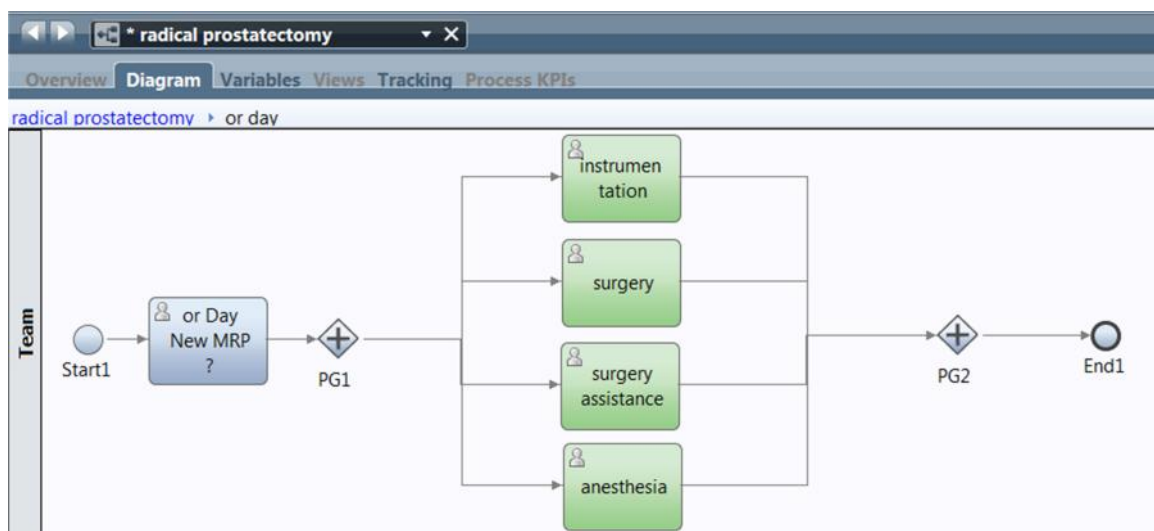 * radical prostatectomy
Overview Diagram Variables Views Tracking Process KPIs
radical prostatectomy or day
Team
Start1
or Day
New MRP
?
PG1
instrumen
tation
surgery
surgery
assistance
anesthesia
PG2
End1